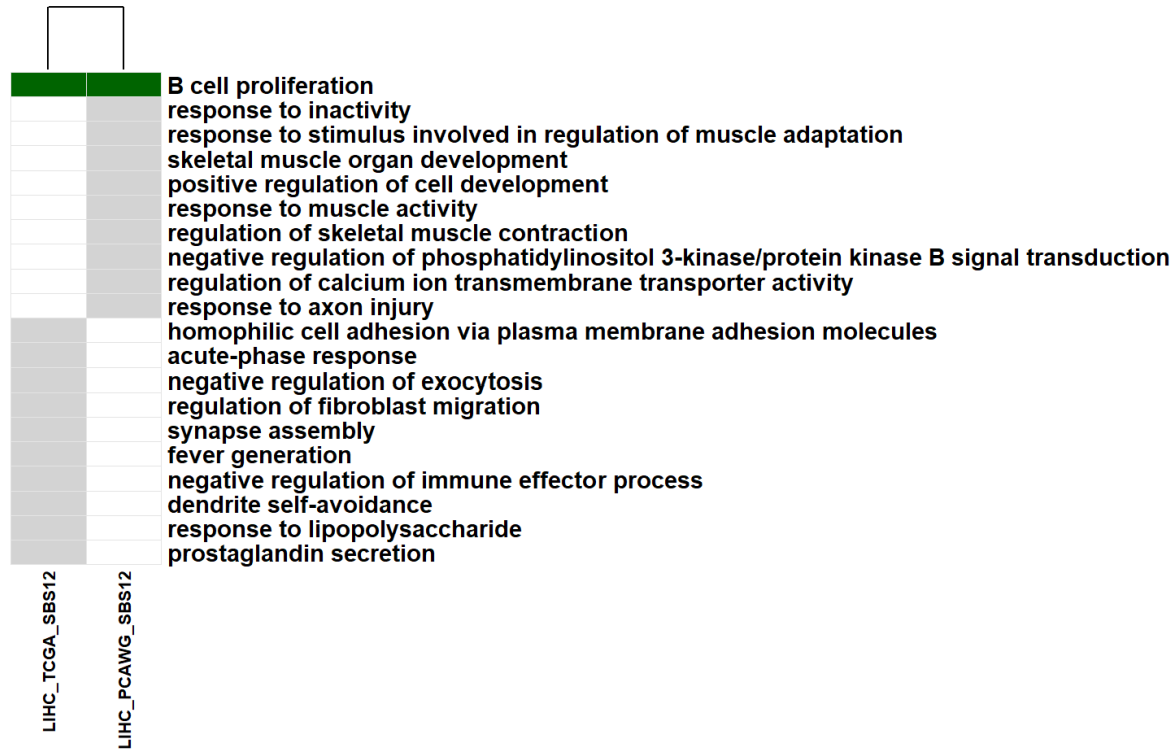 B cell proliferation
response to inactivity
response to stimulus involved in regulation of muscle adaptation
skeletal muscle organ development
positive regulation of cell development
response to muscle activity
regulation of skeletal muscle contraction
negative regulation of phosphatidylinositol 3-kinase/protein kinase B signal transduction
regulation of calcium ion transmembrane transporter activity
response to axon injury
homophilic cell adhesion via plasma membrane adhesion molecules
acute-phase response
negative regulation of exocytosis
regulation of fibroblast migration
synapse assembly
fever generation
negative regulation of immune effector process
dendrite self-avoidance
response to lipopolysaccharide
prostaglandin secretion
LIHC_TCGA_SBS12
LIHC_PCAWG_SBS12